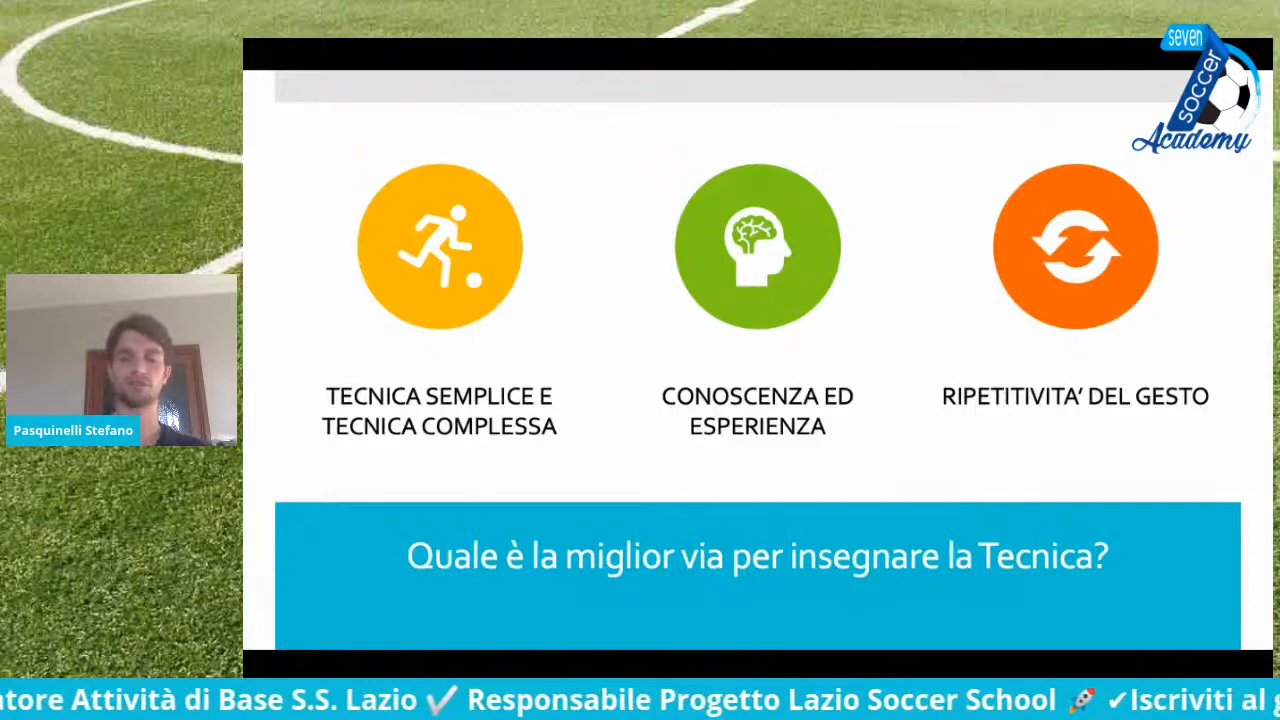 seven
soccer
Academy
TECNICA SEMPLICE E
TECNICA COMPLESSA
CONOSCENZA ED
ESPERIENZA
RIPETITIVITA’ DEL GESTO
Pasquinelli Stefano
Quale è la miglior via per insegnare la Tecnica?
atore Attività di Base S.S. Lazio ✔ Responsabile Progetto Lazio Soccer School 🚀 ✔Iscriviti al g